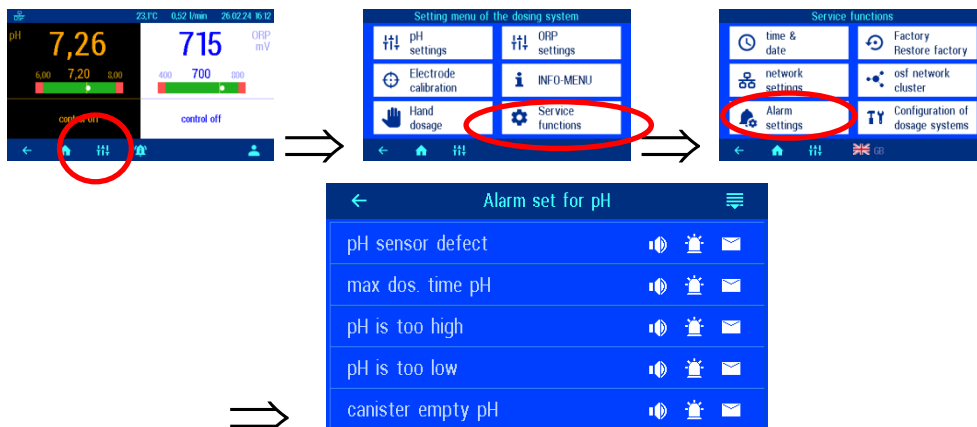 23,1°C 0,52 l/min 26.02.24 16:12
pH 7,26
6,00 7,20 8,00
control off
715 ORP mV
400 700 800
control off
Setting menu of the dosing system
pH settings
ORP settings
Electrode calibration
INFO-MENU
Hand dosage
Service functions
Service functions
time & date
Factory Restore factory
network settings
osf network cluster
Alarm settings
Configuration of dosage systems
GB
Alarm set for pH
pH sensor defect
max dos. time pH
pH is too high
pH is too low
canister empty pH